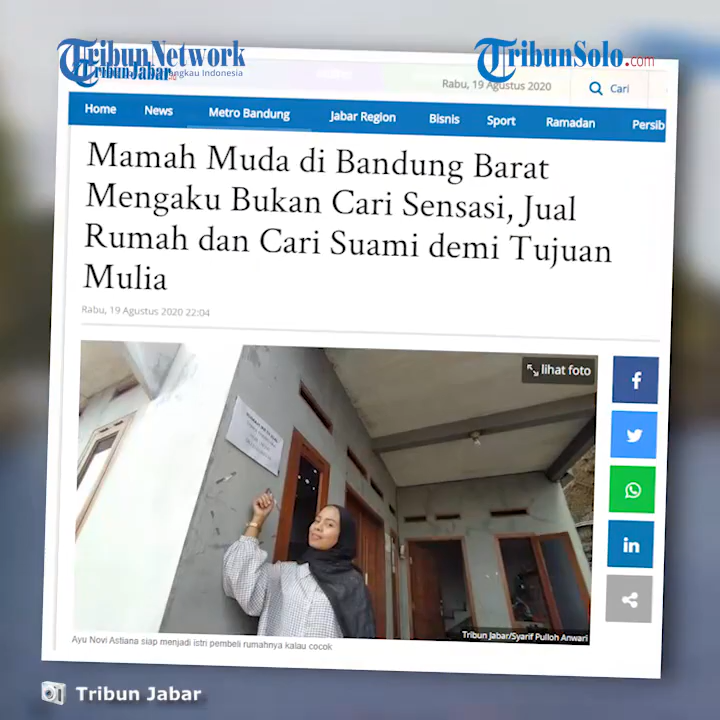 Tribun Network
TribunJabar.id
TribunSolo.com
Rabu, 19 Agustus 2020
Cari
Home
News
Metro Bandung
Jabar Region
Bisnis
Sport
Ramadan
Persib
Mamah Muda di Bandung Barat
Mengaku Bukan Cari Sensasi, Jual
Rumah dan Cari Suami demi Tujuan
Mulia
Rabu, 19 Agustus 2020 22:04
lihat foto
Tribun Jabar/Syarif Pulloh Anwari
Ayu Novi Astiana siap menjadi istri pembeli rumahnya kalau cocok
Tribun Jabar